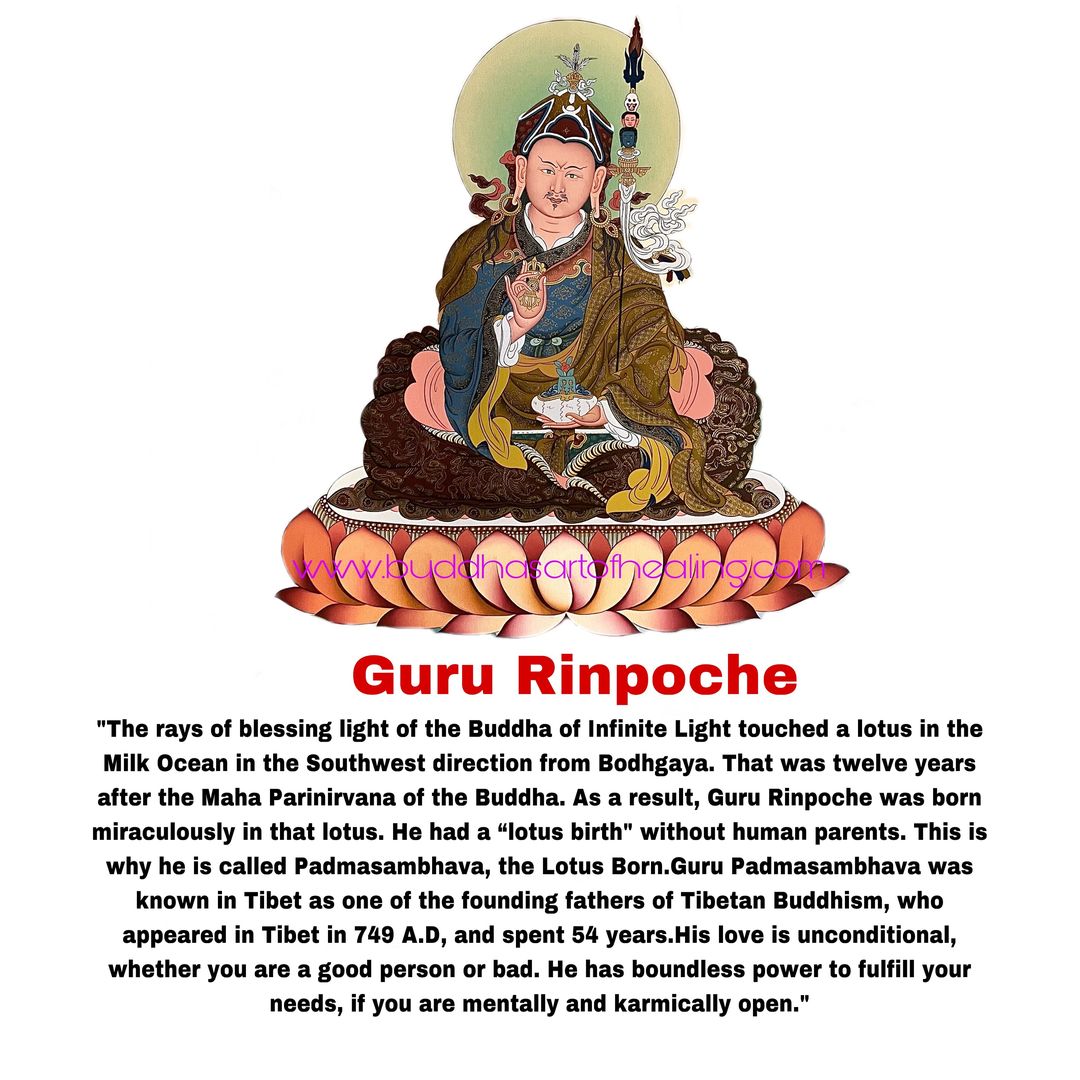 www.buddhasartofhealing.com
Guru Rinpoche
"The rays of blessing light of the Buddha of Infinite Light touched a lotus in the
Milk Ocean in the Southwest direction from Bodhgaya. That was twelve years
after the Maha Parinirvana of the Buddha. As a result, Guru Rinpoche was born
miraculously in that lotus. He had a “lotus birth" without human parents. This is
why he is called Padmasambhava, the Lotus Born.Guru Padmasambhava was
known in Tibet as one of the founding fathers of Tibetan Buddhism, who
appeared in Tibet in 749 A.D, and spent 54 years.His love is unconditional,
whether you are a good person or bad. He has boundless power to fulfill your
needs, if you are mentally and karmically open."